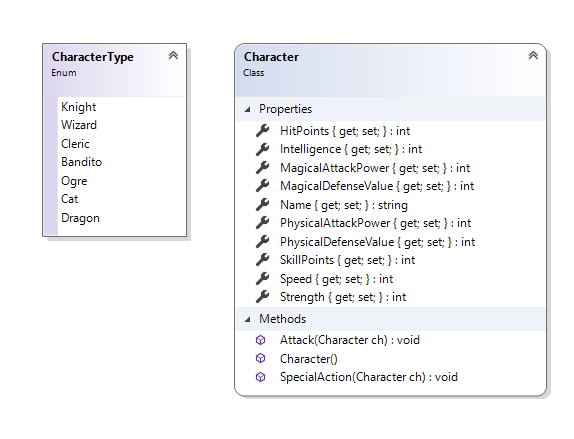 CharacterType
Enum
Knight
Wizard
Cleric
Bandito
Ogre
Cat
Dragon
Character
Class
Properties
HitPoints { get; set; } : int
Intelligence { get; set; } : int
MagicalAttackPower { get; set; } : int
MagicalDefenseValue { get; set; } : int
Name { get; set; } : string
PhysicalAttackPower { get; set; } : int
PhysicalDefenseValue { get; set; } : int
SkillPoints { get; set; } : int
Speed { get; set; } : int
Strength { get; set; } : int
Methods
Attack(Character ch) : void
Character()
SpecialAction(Character ch) : void